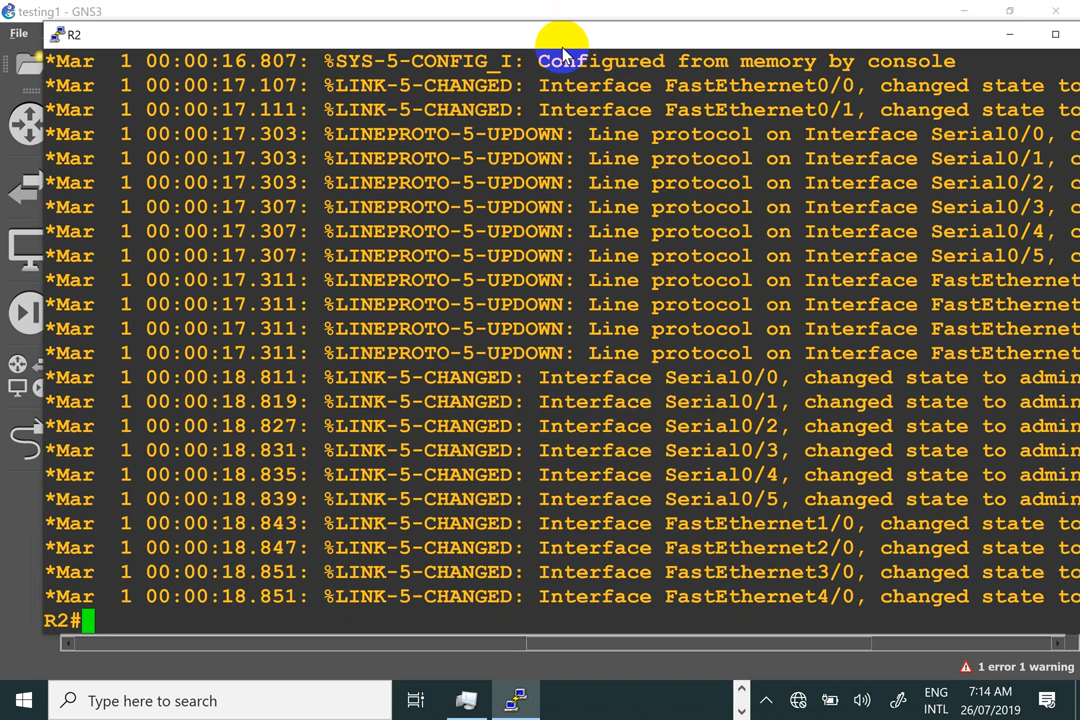 testing1 - GNS3
File
R2
*Mar 1 00:00:16.807: %SYS-5-CONFIG_I: Configured from memory by console
*Mar 1 00:00:17.107: %LINK-5-CHANGED: Interface FastEthernet0/0, changed state to
*Mar 1 00:00:17.111: %LINK-5-CHANGED: Interface FastEthernet0/1, changed state to
*Mar 1 00:00:17.303: %LINEPROTO-5-UPDOWN: Line protocol on Interface Serial0/0, c
*Mar 1 00:00:17.303: %LINEPROTO-5-UPDOWN: Line protocol on Interface Serial0/1, c
*Mar 1 00:00:17.303: %LINEPROTO-5-UPDOWN: Line protocol on Interface Serial0/2, c
*Mar 1 00:00:17.307: %LINEPROTO-5-UPDOWN: Line protocol on Interface Serial0/3, c
*Mar 1 00:00:17.307: %LINEPROTO-5-UPDOWN: Line protocol on Interface Serial0/4, c
*Mar 1 00:00:17.307: %LINEPROTO-5-UPDOWN: Line protocol on Interface Serial0/5, c
*Mar 1 00:00:17.311: %LINEPROTO-5-UPDOWN: Line protocol on Interface FastEthernet
*Mar 1 00:00:17.311: %LINEPROTO-5-UPDOWN: Line protocol on Interface FastEthernet
*Mar 1 00:00:17.311: %LINEPROTO-5-UPDOWN: Line protocol on Interface FastEthernet
*Mar 1 00:00:17.311: %LINEPROTO-5-UPDOWN: Line protocol on Interface FastEthernet
*Mar 1 00:00:18.811: %LINK-5-CHANGED: Interface Serial0/0, changed state to admin
*Mar 1 00:00:18.819: %LINK-5-CHANGED: Interface Serial0/1, changed state to admin
*Mar 1 00:00:18.827: %LINK-5-CHANGED: Interface Serial0/2, changed state to admin
*Mar 1 00:00:18.831: %LINK-5-CHANGED: Interface Serial0/3, changed state to admin
*Mar 1 00:00:18.835: %LINK-5-CHANGED: Interface Serial0/4, changed state to admin
*Mar 1 00:00:18.839: %LINK-5-CHANGED: Interface Serial0/5, changed state to admin
*Mar 1 00:00:18.843: %LINK-5-CHANGED: Interface FastEthernet1/0, changed state to
*Mar 1 00:00:18.847: %LINK-5-CHANGED: Interface FastEthernet2/0, changed state to
*Mar 1 00:00:18.851: %LINK-5-CHANGED: Interface FastEthernet3/0, changed state to
*Mar 1 00:00:18.851: %LINK-5-CHANGED: Interface FastEthernet4/0, changed state to
R2#
1 error 1 warning
Type here to search
ENG
INTL
7:14 AM
26/07/2019